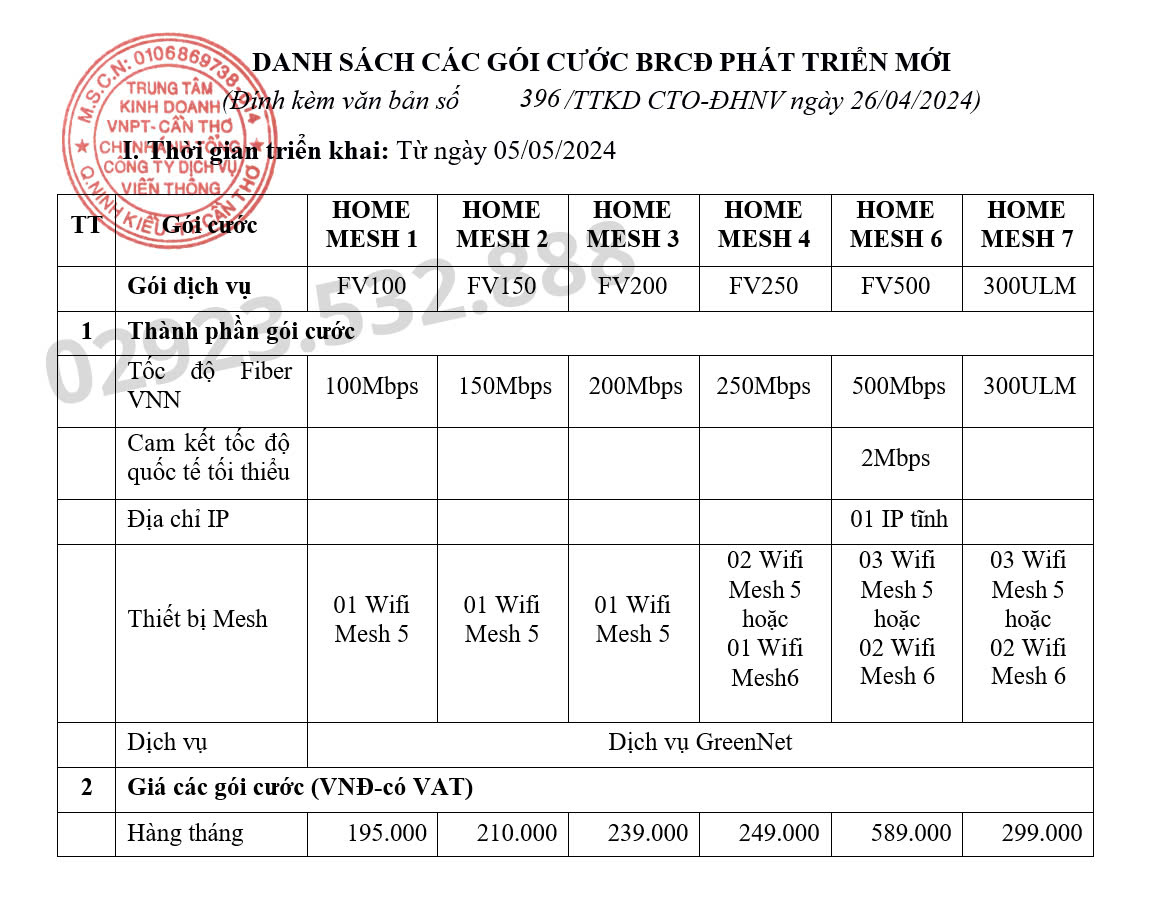 DANH SÁCH CÁC GÓI CƯỚC BRCĐ PHÁT TRIỂN MỚI
(Đính kèm văn bản số 396/TTKD CTO-ĐHNV ngày 26/04/2024)
M.S.C.N: 0106869738-014
TRUNG TÂM
KINH DOANH
VNPT- CẦN THƠ
CHI NHÁNH TỔNG
CÔNG TY DỊCH VỤ
VIỄN THÔNG
Q.NINH KIỀU - TP.CẦN THƠ
I. Thời gian triển khai: Từ ngày 05/05/2024
TT Gói cước HOME MESH 1 HOME MESH 2 HOME MESH 3 HOME MESH 4 HOME MESH 6 HOME MESH 7
Gói dịch vụ FV100 FV150 FV200 FV250 FV500 300ULM
02923.532.888
1 Thành phần gói cước
Tốc độ Fiber VNN 100Mbps 150Mbps 200Mbps 250Mbps 500Mbps 300ULM
Cam kết tốc độ quốc tế tối thiểu 2Mbps
Địa chỉ IP 01 IP tĩnh
Thiết bị Mesh 01 Wifi Mesh 5 01 Wifi Mesh 5 01 Wifi Mesh 5 02 Wifi Mesh 5 hoặc 01 Wifi Mesh6 03 Wifi Mesh 5 hoặc 02 Wifi Mesh 6 03 Wifi Mesh 5 hoặc 02 Wifi Mesh 6
Dịch vụ Dịch vụ GreenNet
2 Giá các gói cước (VNĐ-có VAT)
Hàng tháng 195.000 210.000 239.000 249.000 589.000 299.000